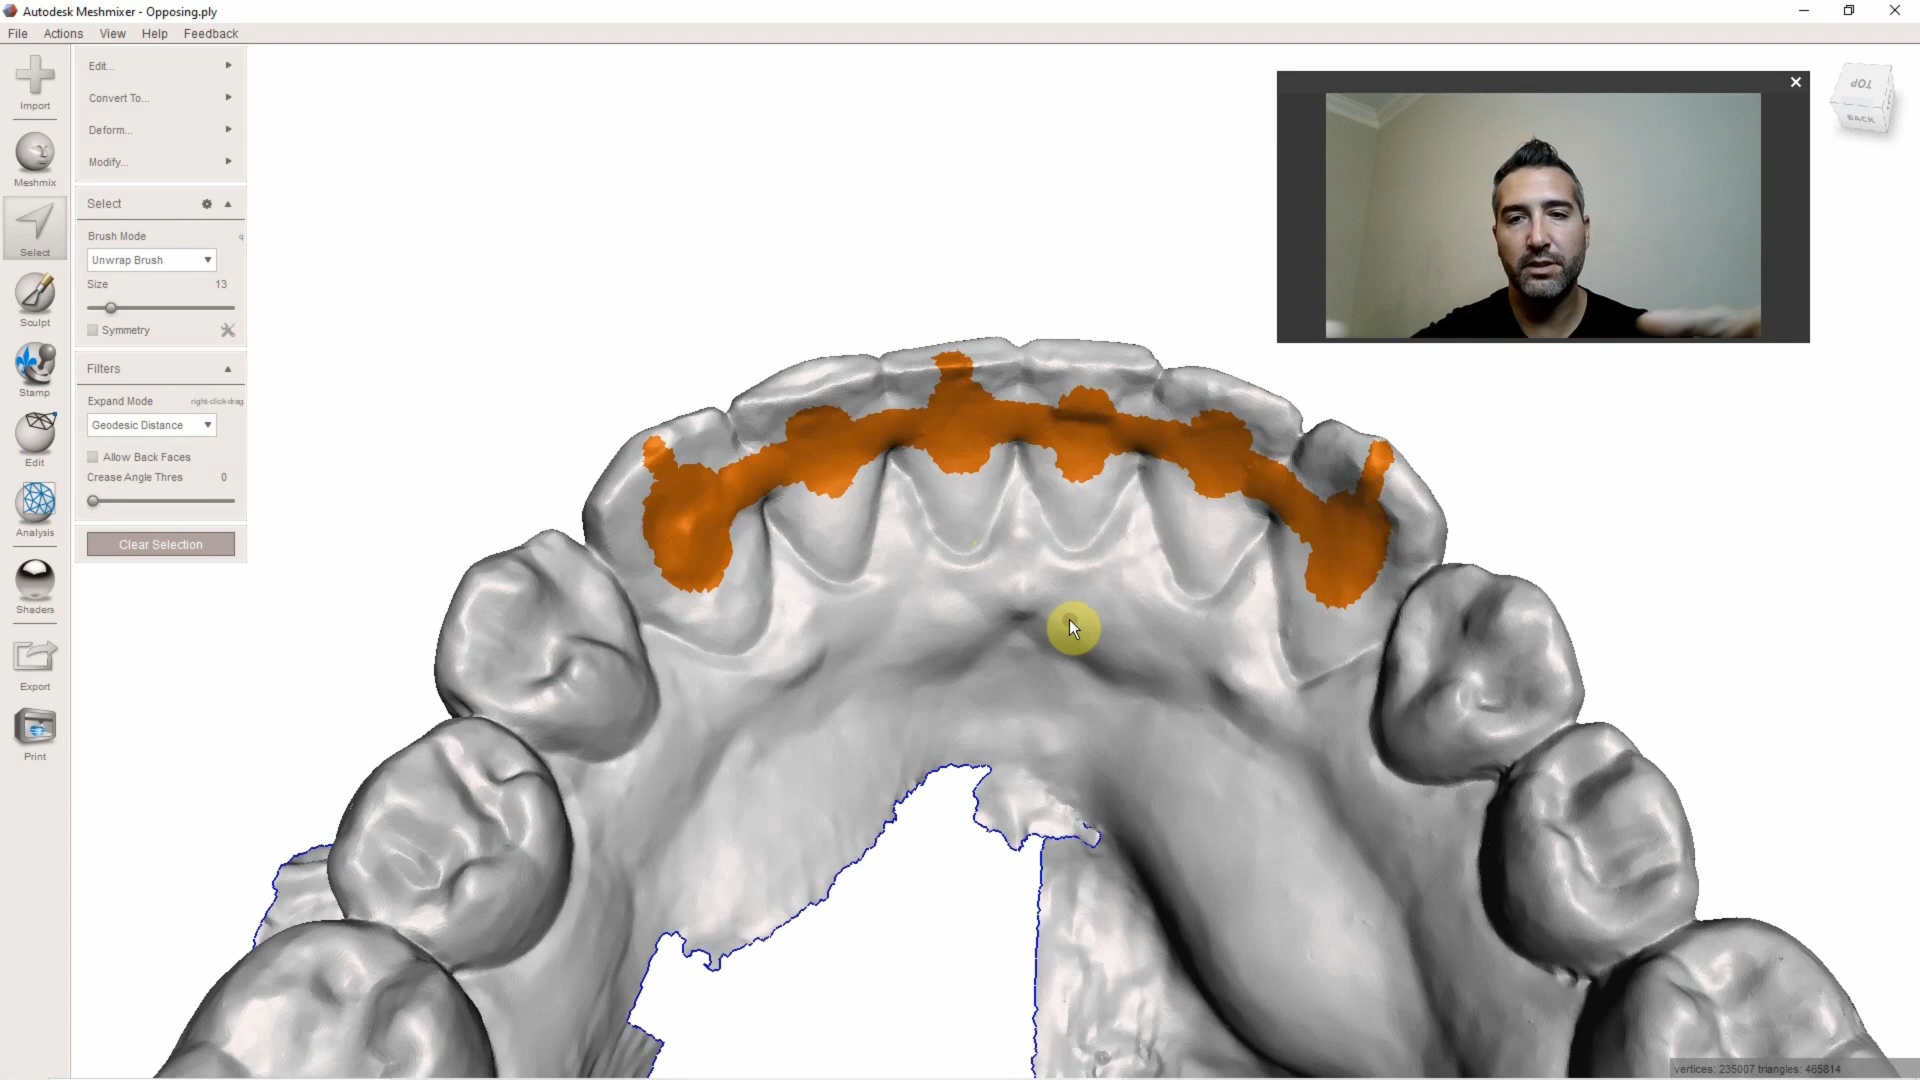 Autodesk Meshmixer - Opposing.ply
File Actions View Help Feedback
Import
Meshmix
Select
Sculpt
Stamp
Edit
Analysis
Shaders
Export
Print
Edit...
Convert To...
Deform...
Modify...
Select
Brush Mode q
Unwrap Brush
Size 13
Symmetry
Filters
Expand Mode right-click-drag
Geodesic Distance
Allow Back Faces
Crease Angle Thres 0
Clear Selection
TOP
BACK
vertices: 235007 triangles: 465814